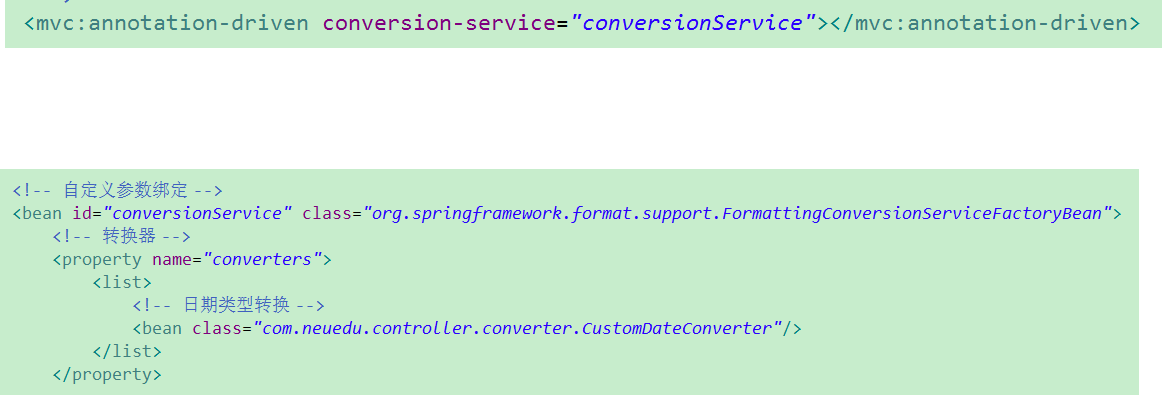 <mvc:annotation-driven conversion-service="conversionService"></mvc:annotation-driven>
<!-- 自定义参数绑定 -->
<bean id="conversionService" class="org.springframework.format.support.FormattingConversionServiceFactoryBean">
<!-- 转换器 -->
<property name="converters">
<list>
<!-- 日期类型转换 -->
<bean class="com.neuedu.controller.converter.CustomDateConverter"/>
</list>
</property>